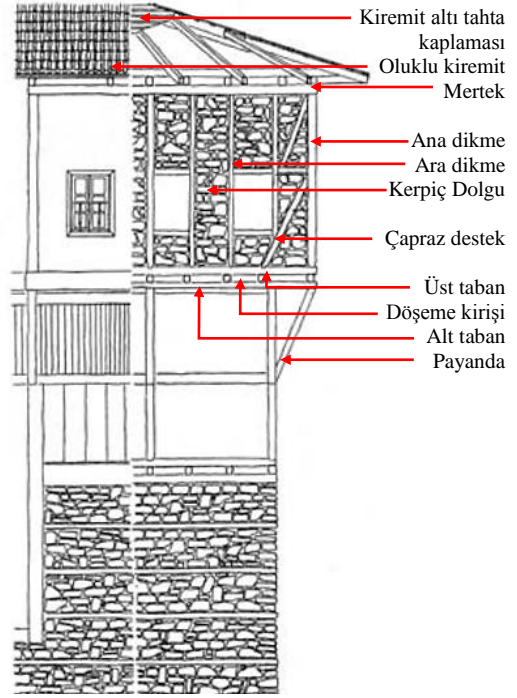 Kiremit altı tahta
kaplaması
Oluklu kiremit
Mertek
Ana dikme
Ara dikme
Kerpiç Dolgu
Çapraz destek
Üst taban
Döşeme kirişi
Alt taban
Payanda